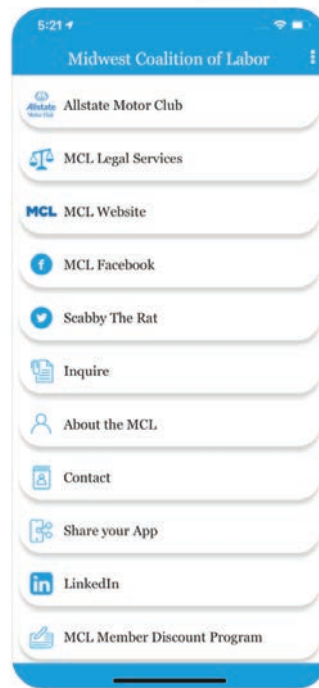 5:21
Midwest Coalition of Labor
Allstate Motor Club
Allstate Motor Club
MCL Legal Services
MCL MCL Website
MCL Facebook
Scabby The Rat
Inquire
About the MCL
Contact
Share your App
in LinkedIn
MCL Member Discount Program